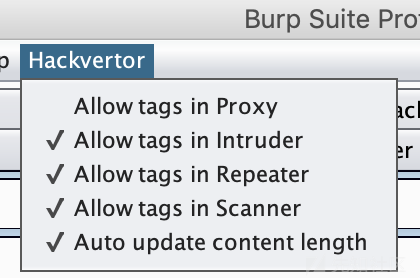 Burp Suite Pro
p Hackvertor
Allow tags in Proxy
✓ Allow tags in Intruder
✓ Allow tags in Repeater
✓ Allow tags in Scanner
✓ Auto update content length